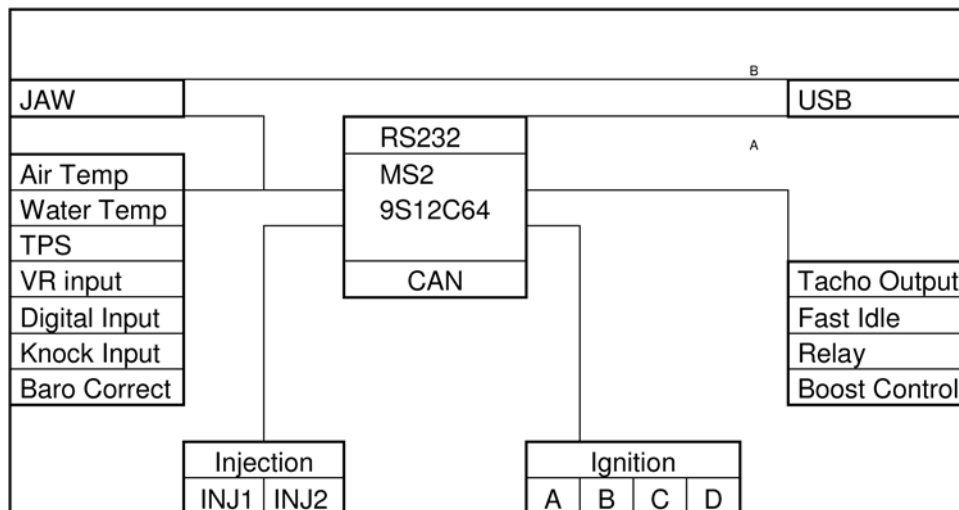 B
JAW
USB
RS232
A
Air Temp
MS2
Water Temp
9S12C64
TPS
VR input
CAN
Tacho Output
Digital Input
Fast Idle
Knock Input
Relay
Baro Correct
Boost Control
Injection
Ignition
INJ1 INJ2
A B C D